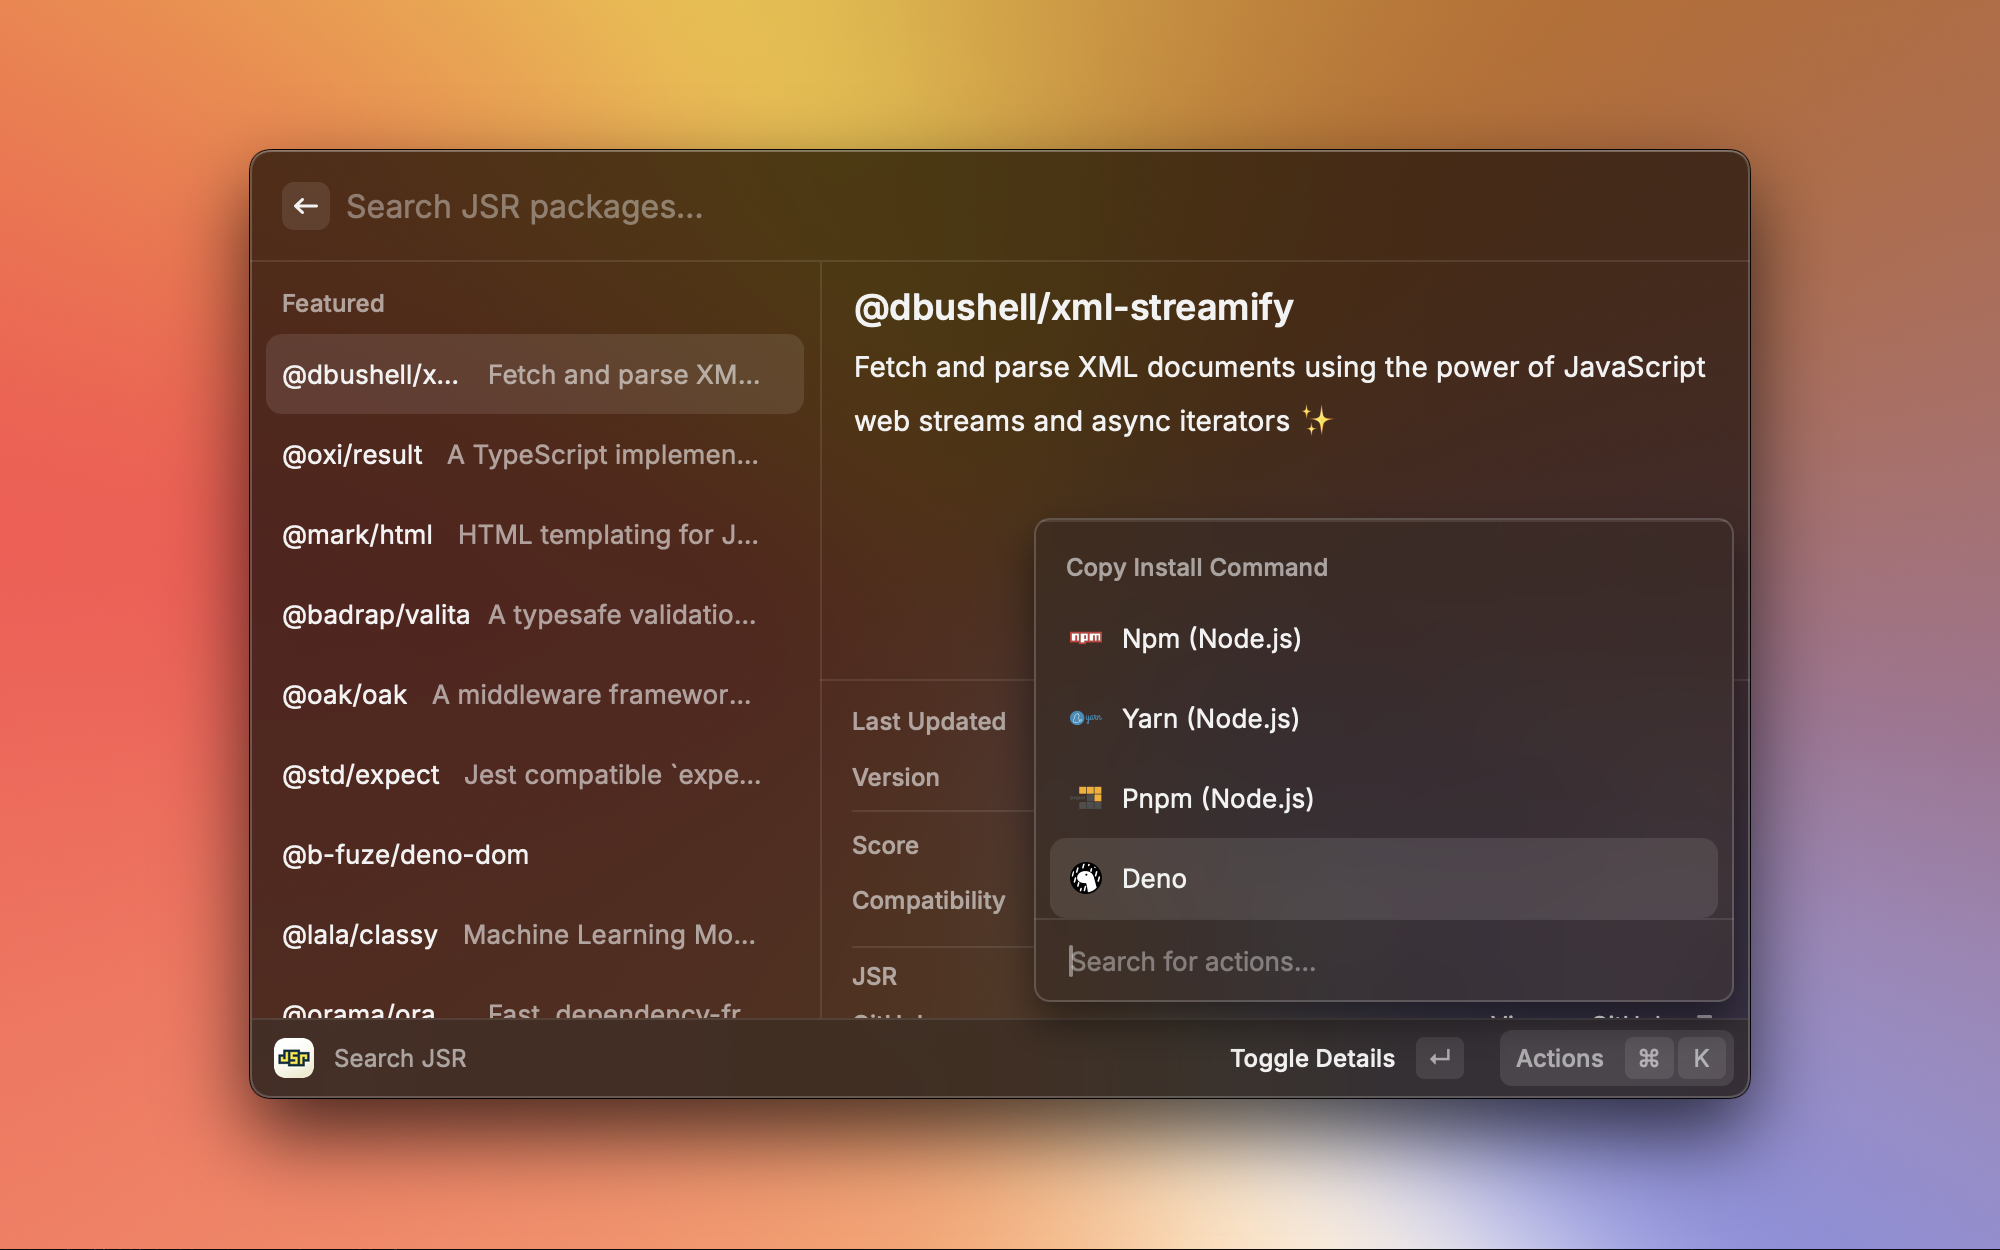 Search JSR packages...
Featured
@dbushell/x... Fetch and parse XM...
@oxi/result A TypeScript implemen...
@mark/html HTML templating for J...
@badrap/valita A typesafe validatio...
@oak/oak A middleware framewor...
@std/expect Jest compatible `expe...
@b-fuze/deno-dom
@lala/classy Machine Learning Mo...
@orama/ora... Fast, dependency-fr...
@dbushell/xml-streamify
Fetch and parse XML documents using the power of JavaScript
web streams and async iterators ✨
Last Updated
Version
Score
Compatibility
JSR
GitHub
Copy Install Command
npm Npm (Node.js)
yarn Yarn (Node.js)
Pnpm (Node.js)
Deno
Search for actions...
JSR Search JSR
Toggle Details ↵ Actions ⌘ K